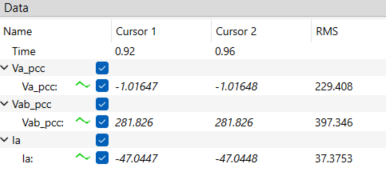 Data
Name Cursor 1 Cursor 2 RMS
Time 0.92 0.96
Va_pcc
Va_pcc: -1.01647 -1.01648 229.408
Vab_pcc
Vab_pcc: 281.826 281.826 397.346
Ia
Ia: -47.0447 -47.0448 37.3753